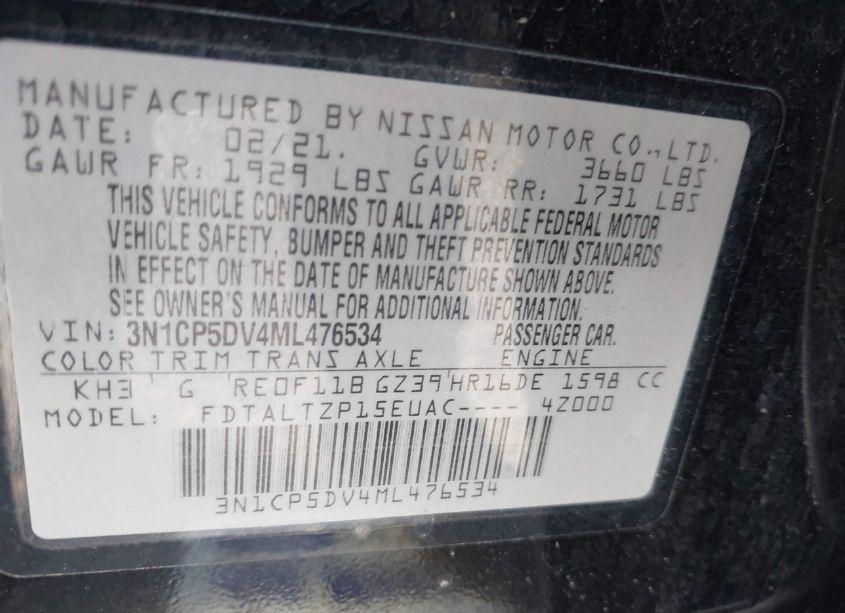 MANUFACTURED BY NISSAN MOTOR CO.,LTD.
DATE: 02/21. GVWR: 3660 LBS
GAWR FR: 1929 LBS GAWR RR: 1731 LBS
THIS VEHICLE CONFORMS TO ALL APPLICABLE FEDERAL MOTOR
VEHICLE SAFETY, BUMPER AND THEFT PREVENTION STANDARDS
IN EFFECT ON THE DATE OF MANUFACTURE SHOWN ABOVE.
SEE OWNER'S MANUAL FOR ADDITIONAL INFORMATION.
VIN: 3N1CP5DV4ML476534 PASSENGER CAR.
COLOR TRIM TRANS AXLE ENGINE
KH3 G RE0F11B GZ39 HR16DE 1598 CC
MODEL: FDTALTZP15EUAC---- 4Z000
3N1CP5DV4ML476534